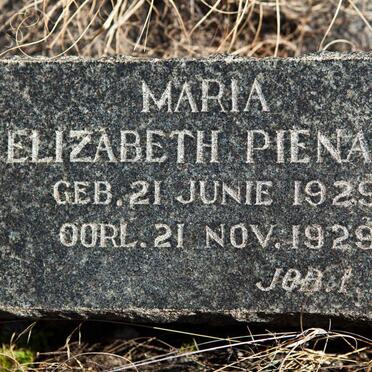 MARIA
ELIZABETH PIENA
GEB. 21 JUNIE 1929
OORL. 21 NOV. 1929
JOB. 1